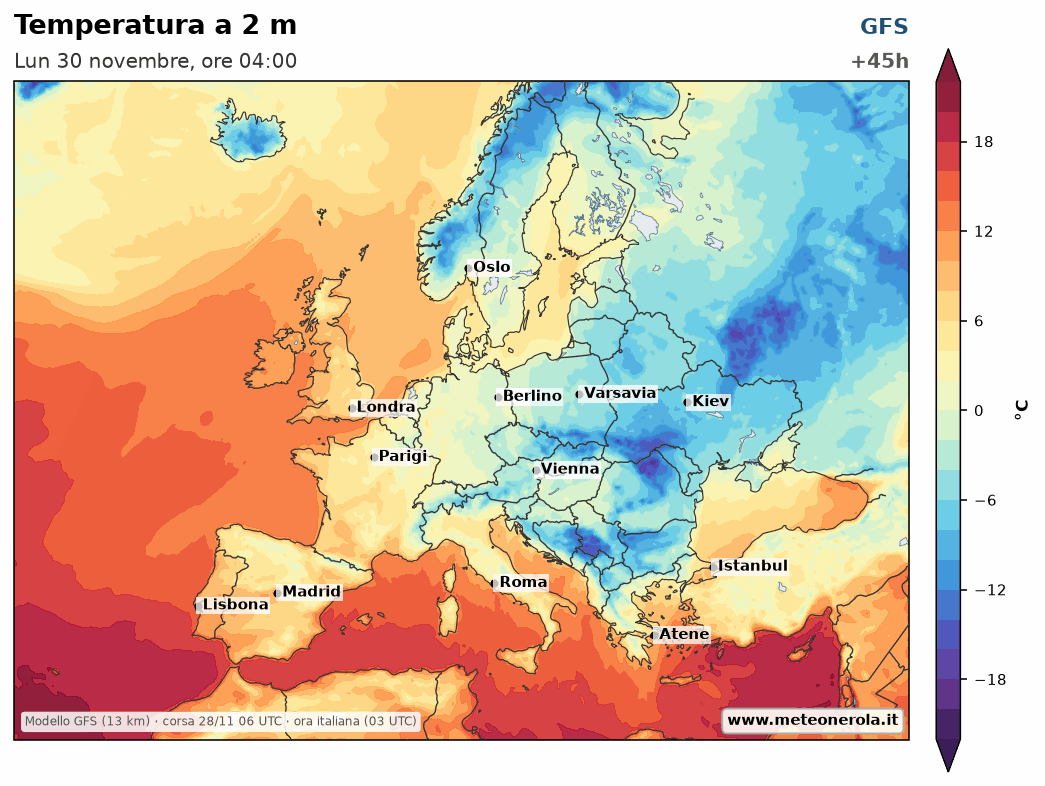 Temperatura a 2 m
GFS
Lun 30 novembre, ore 04:00
+45h
18
12
6
0
−6
−12
−18
°C
Oslo
Berlino
Varsavia
Kiev
Londra
Parigi
Vienna
Istanbul
Roma
Madrid
Lisbona
Atene
Modello GFS (13 km) · corsa 28/11 06 UTC · ora italiana (03 UTC)
www.meteonerola.it